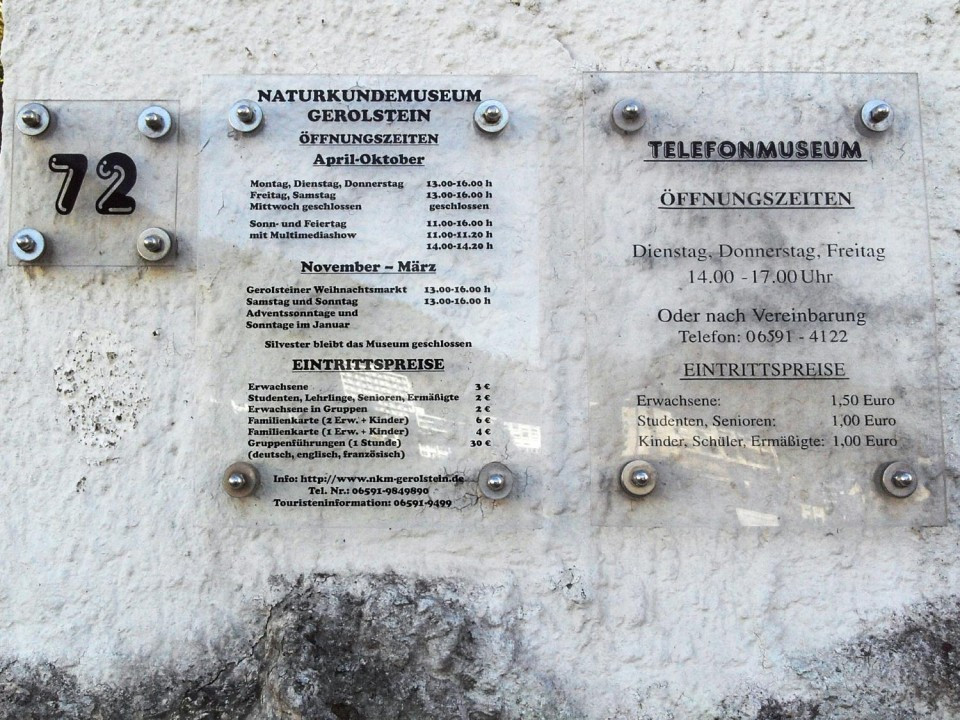 72
NATURKUNDEMUSEUM
GEROLSTEIN
ÖFFNUNGSZEITEN
April-Oktober
Montag, Dienstag, Donnerstag 13.00-16.00 h
Freitag, Samstag 13.00-16.00 h
Mittwoch geschlossen geschlossen
Sonn- und Feiertag 11.00-16.00 h
mit Multimediashow 11.00-11.20 h
14.00-14.20 h
November – März
Gerolsteiner Weihnachtsmarkt 13.00-16.00 h
Samstag und Sonntag 13.00-16.00 h
Adventssonntage und
Sonntage im Januar
Silvester bleibt das Museum geschlossen
EINTRITTSPREISE
Erwachsene 3 €
Studenten, Lehrlinge, Senioren, Ermäßigte 2 €
Erwachsene in Gruppen 2 €
Familienkarte (2 Erw. + Kinder) 6 €
Familienkarte (1 Erw. + Kinder) 4 €
Gruppenführungen (1 Stunde) 30 €
(deutsch, englisch, französisch)
Info: http://www.nkm-gerolstein.de
Tel. Nr.: 06591-9849890
Touristeninformation: 06591-9499
TELEFONMUSEUM
ÖFFNUNGSZEITEN
Dienstag, Donnerstag, Freitag
14.00 - 17.00 Uhr
Oder nach Vereinbarung
Telefon: 06591 - 4122
EINTRITTSPREISE
Erwachsene: 1,50 Euro
Studenten, Senioren: 1,00 Euro
Kinder, Schüler, Ermäßigte: 1,00 Euro